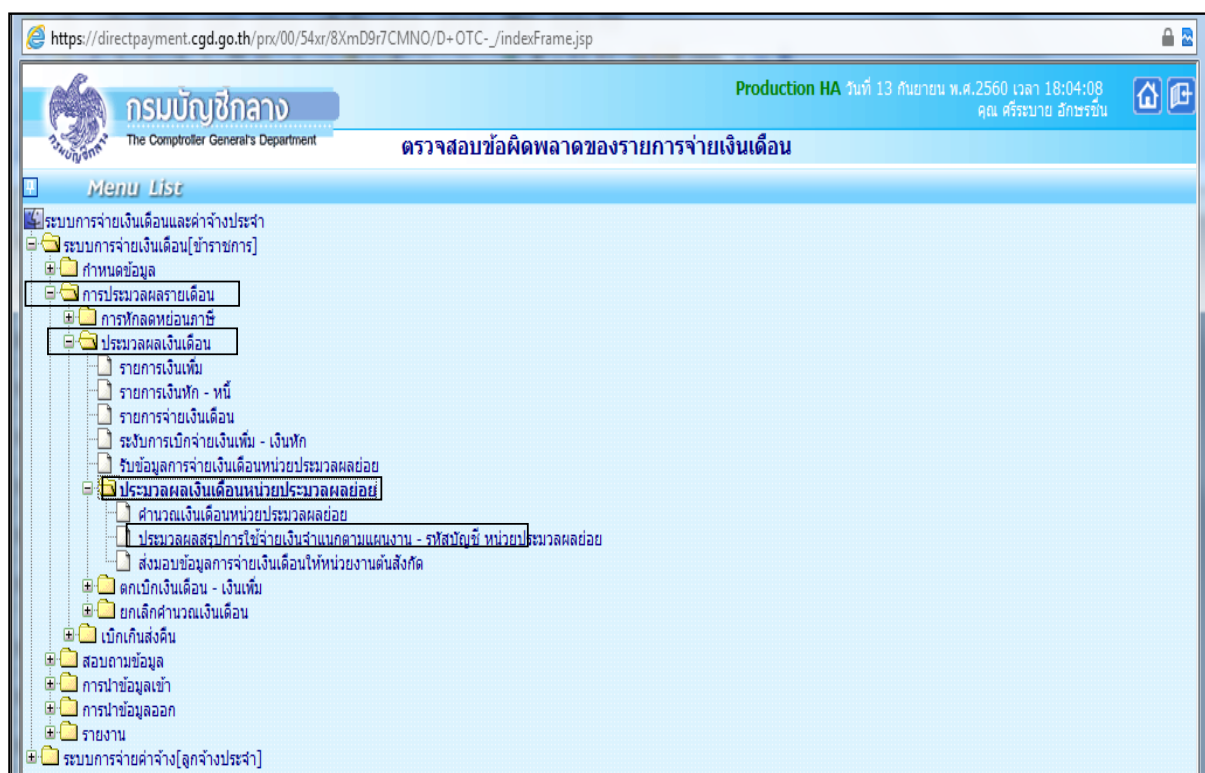 https://directpayment.cgd.go.th/prx/00/54xr/8XmD9r7CMNO/D+OTC-_/indexFrame.jsp
Production HA วันที่ 13 กันยายน พ.ศ.2560 เวลา 18:04:08
คุณ ศรีระบาย อักษรชื่น
กรมบัญชีกลาง
The Comptroller General's Department
กรมบัญชีกลาง
ตรวจสอบข้อผิดพลาดของรายการจ่ายเงินเดือน
Menu List
ระบบการจ่ายเงินเดือนและค่าจ้างประจำ
ระบบการจ่ายเงินเดือน[ข้าราชการ]
กำหนดข้อมูล
การประมวลผลรายเดือน
การหักลดหย่อนภาษี
ประมวลผลเงินเดือน
รายการเงินเพิ่ม
รายการเงินหัก - หนี้
รายการจ่ายเงินเดือน
ระงับการเบิกจ่ายเงินเพิ่ม - เงินหัก
รับข้อมูลการจ่ายเงินเดือนหน่วยประมวลผลย่อย
ประมวลผลเงินเดือนหน่วยประมวลผลย่อย
คำนวณเงินเดือนหน่วยประมวลผลย่อย
ประมวลผลสรุปการใช้จ่ายเงินจำแนกตามแผนงาน - รหัสบัญชี หน่วยประมวลผลย่อย
ส่งมอบข้อมูลการจ่ายเงินเดือนให้หน่วยงานต้นสังกัด
ตกเบิกเงินเดือน - เงินเพิ่ม
ยกเลิกคำนวณเงินเดือน
เบิกเกินส่งคืน
สอบถามข้อมูล
การนำข้อมูลเข้า
การนำข้อมูลออก
รายงาน
ระบบการจ่ายค่าจ้าง[ลูกจ้างประจำ]